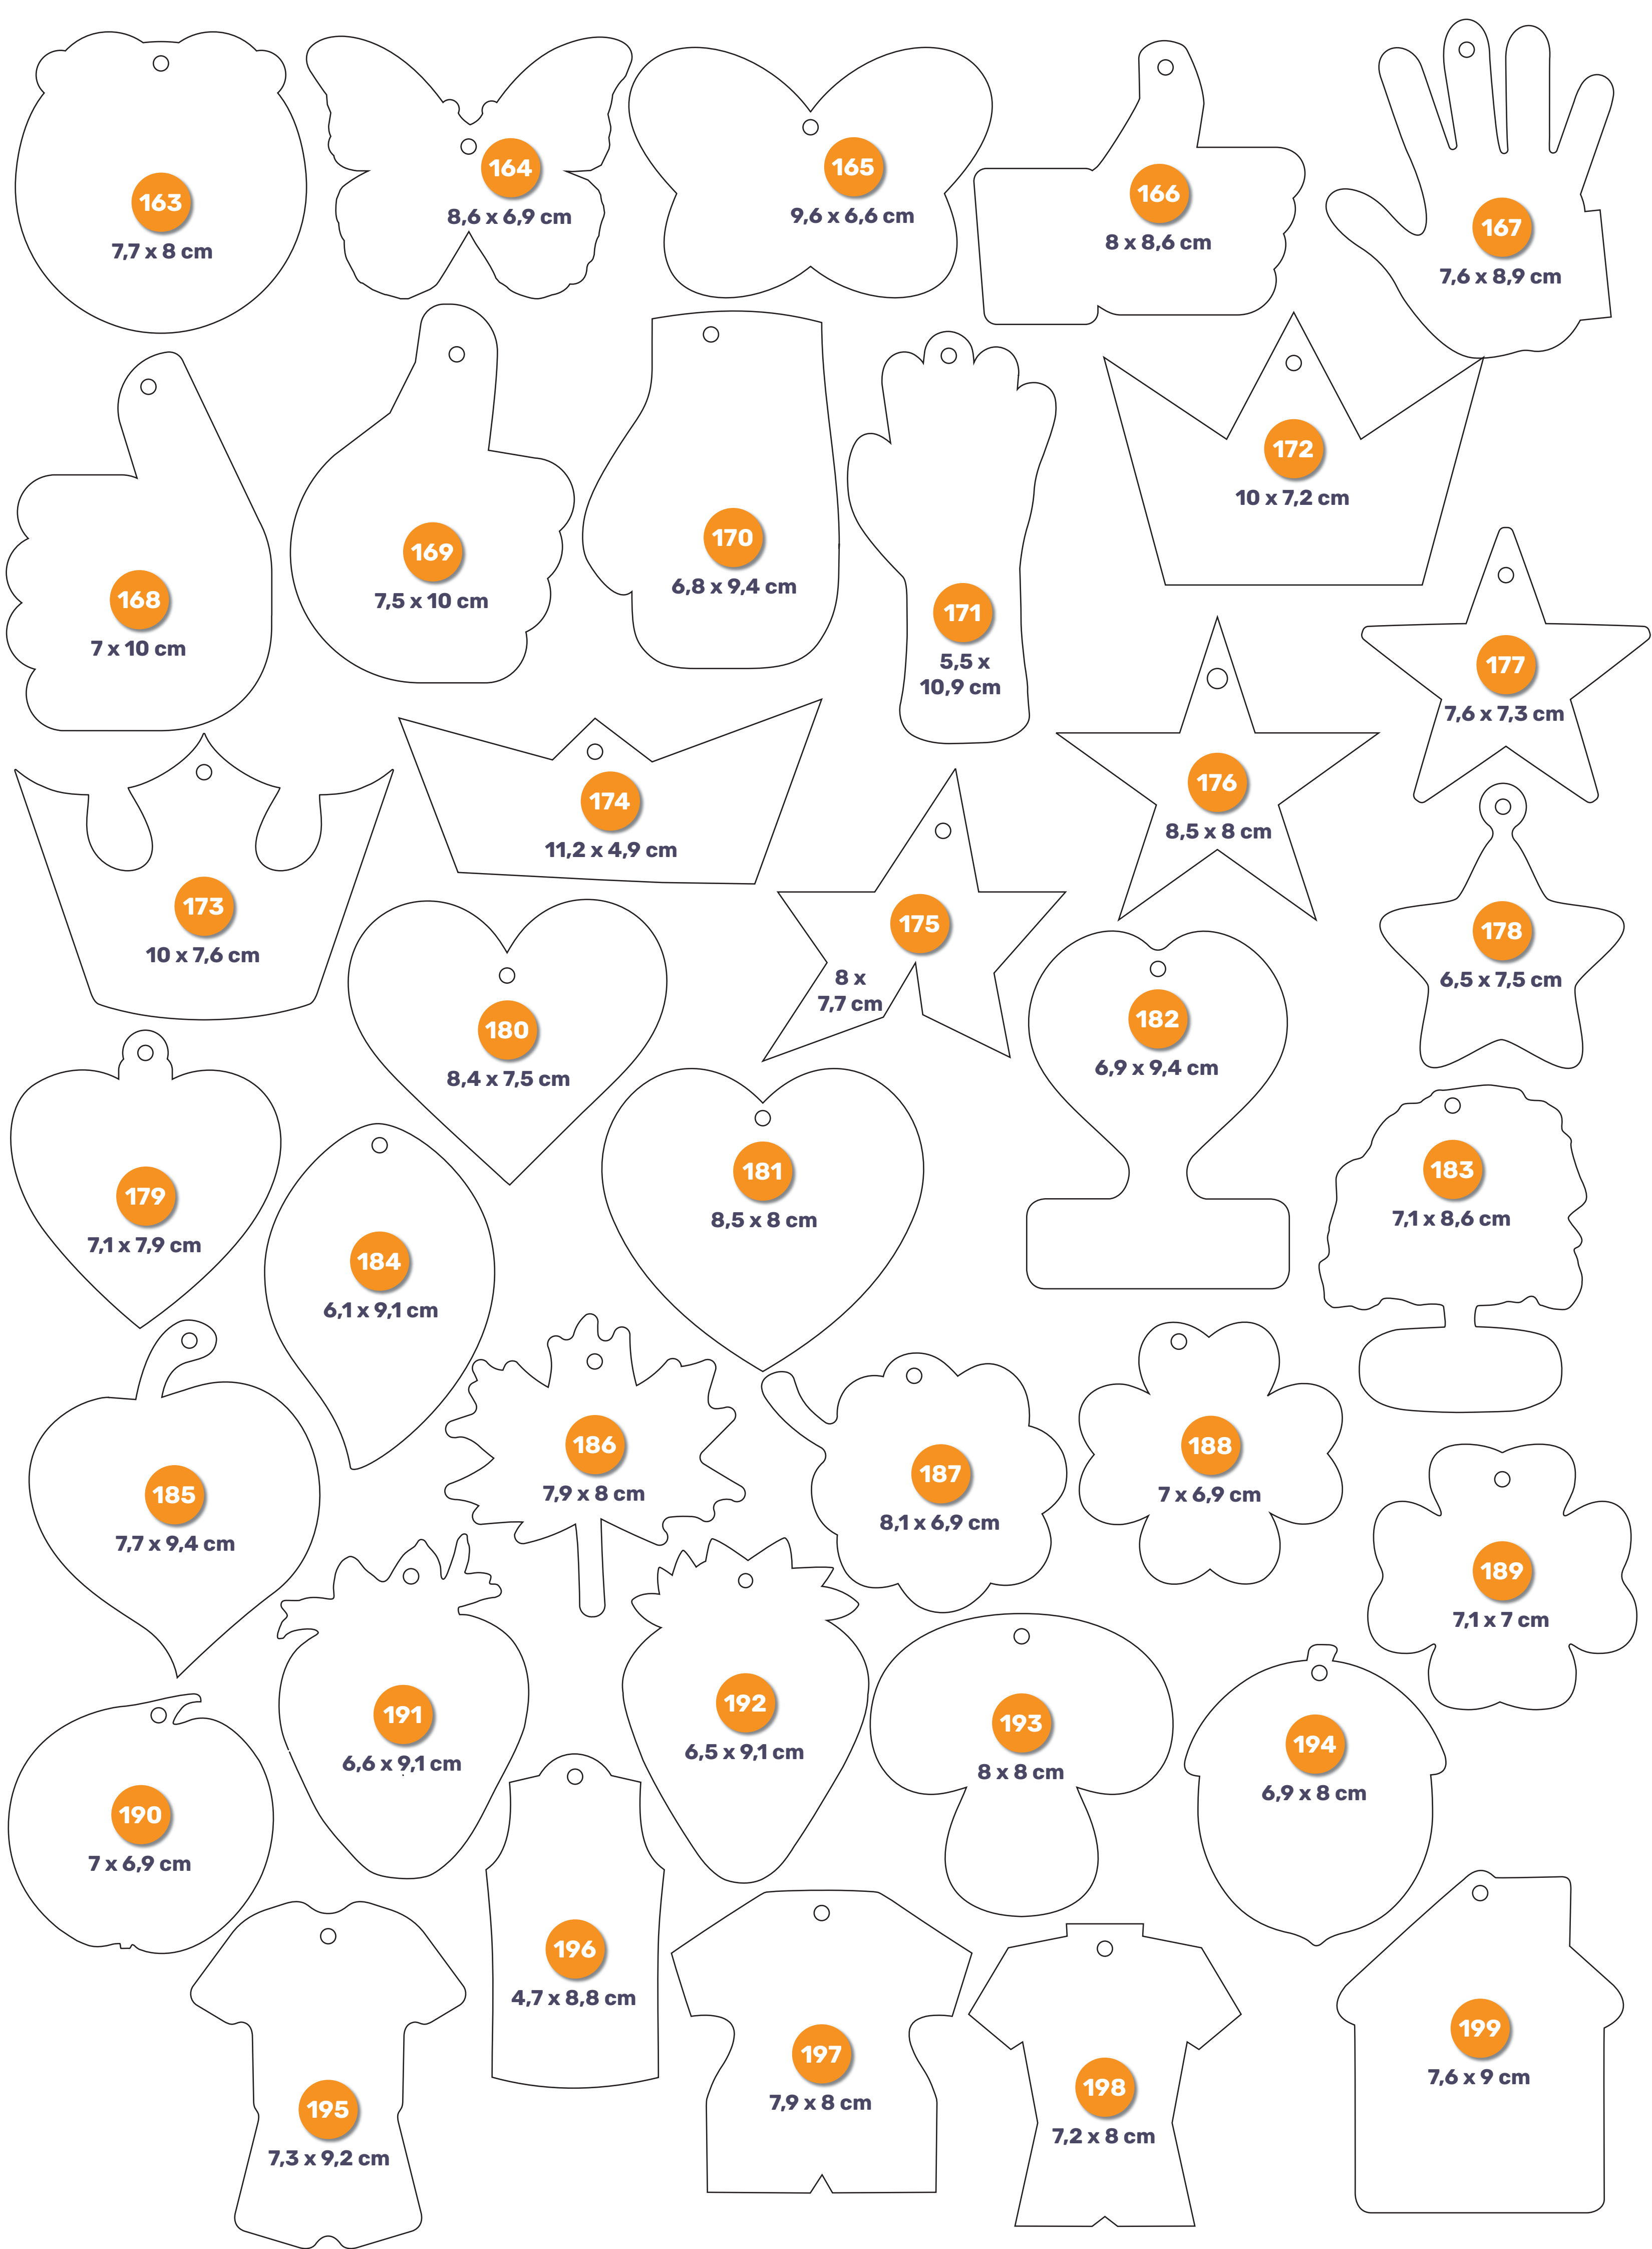 163
7,7 x 8 cm
164
8,6 x 6,9 cm
165
9,6 x 6,6 cm
166
8 x 8,6 cm
167
7,6 x 8,9 cm
168
7 x 10 cm
169
7,5 x 10 cm
170
6,8 x 9,4 cm
171
5,5 x
10,9 cm
172
10 x 7,2 cm
173
10 x 7,6 cm
174
11,2 x 4,9 cm
175
8 x
7,7 cm
176
8,5 x 8 cm
177
7,6 x 7,3 cm
178
6,5 x 7,5 cm
179
7,1 x 7,9 cm
180
8,4 x 7,5 cm
181
8,5 x 8 cm
182
6,9 x 9,4 cm
183
7,1 x 8,6 cm
184
6,1 x 9,1 cm
185
7,7 x 9,4 cm
186
7,9 x 8 cm
187
8,1 x 6,9 cm
188
7 x 6,9 cm
189
7,1 x 7 cm
190
7 x 6,9 cm
191
6,6 x 9,1 cm
192
6,5 x 9,1 cm
193
8 x 8 cm
194
6,9 x 8 cm
195
7,3 x 9,2 cm
196
4,7 x 8,8 cm
197
7,9 x 8 cm
198
7,2 x 8 cm
199
7,6 x 9 cm